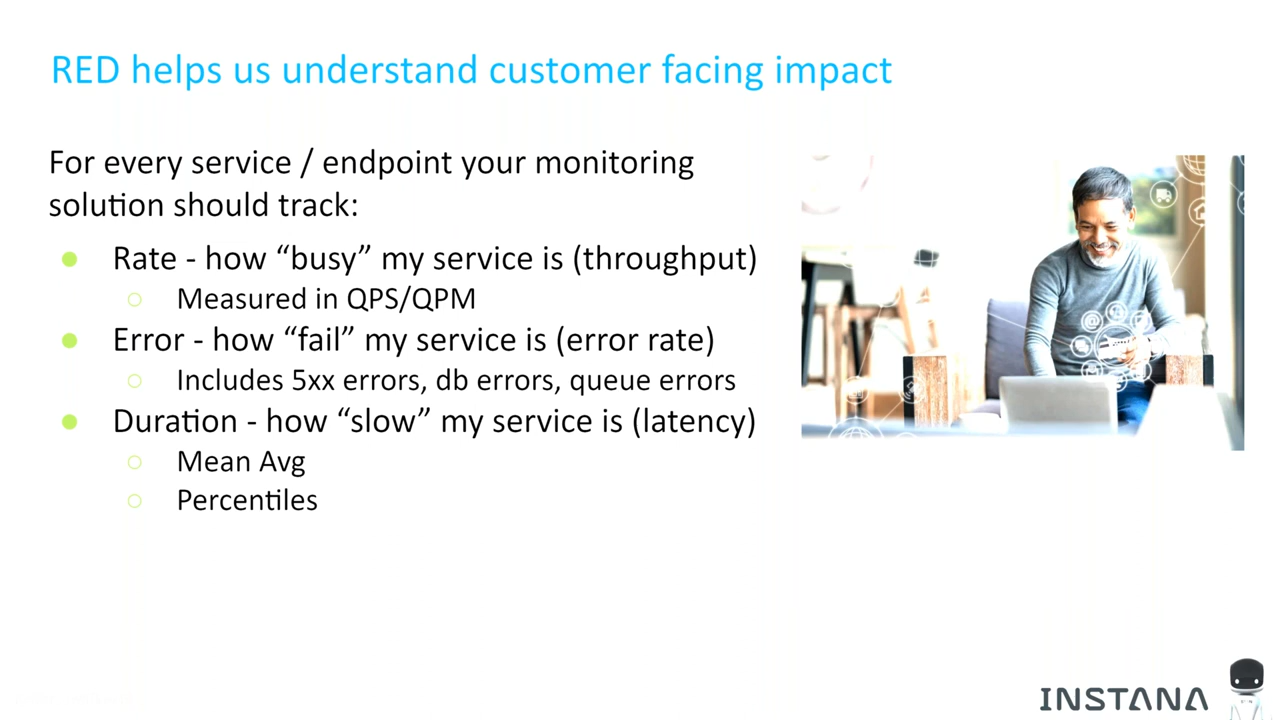 RED helps us understand customer facing impact
For every service / endpoint your monitoring
solution should track:
● Rate - how “busy” my service is (throughput)
○ Measured in QPS/QPM
● Error - how “fail” my service is (error rate)
○ Includes 5xx errors, db errors, queue errors
● Duration - how “slow” my service is (latency)
○ Mean Avg
○ Percentiles
INSTANA